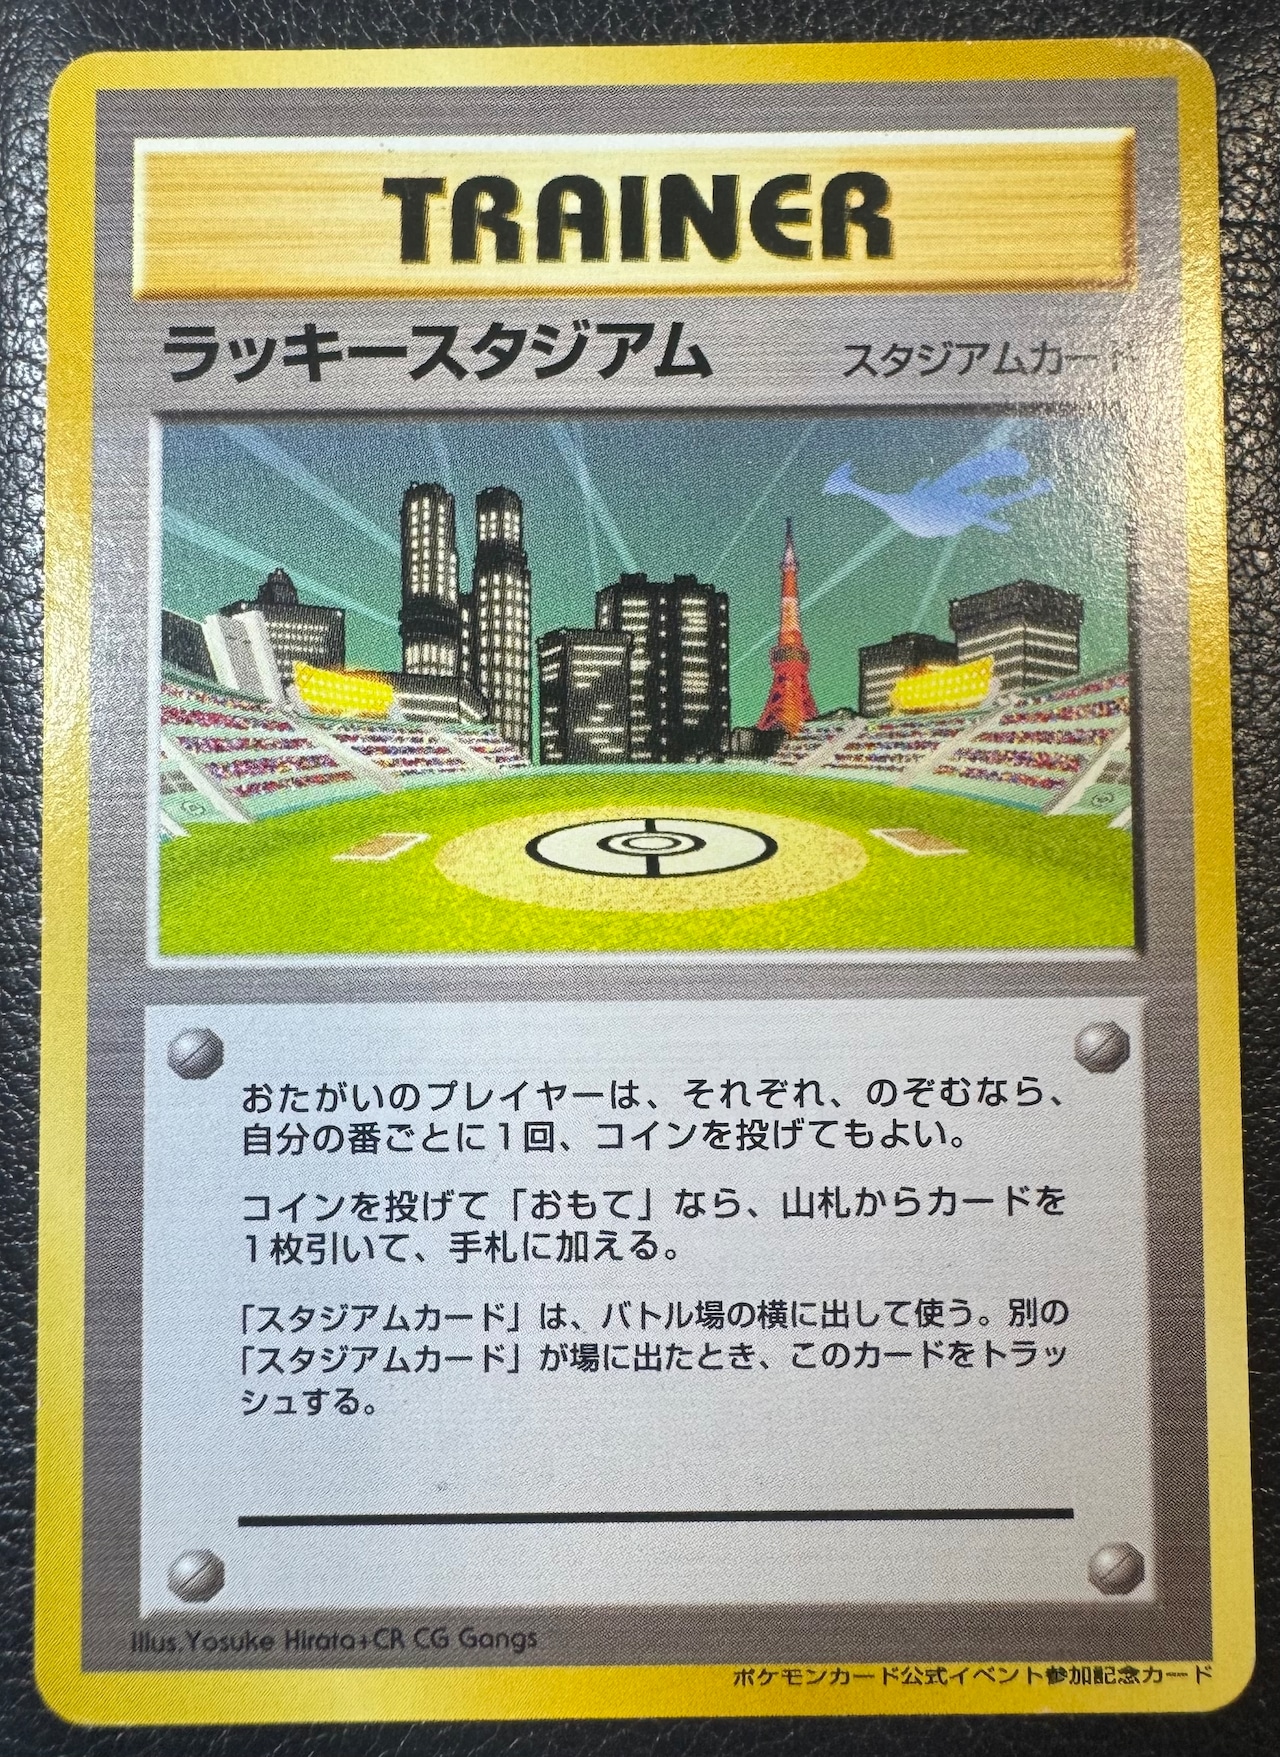 TRAINER
ラッキースタジアム
スタジアムカード
おたがいのプレイヤーは、それぞれ、のぞむなら、
自分の番ごとに1回、コインを投げてもよい。
コインを投げて「おもて」なら、山札からカードを
1枚引いて、手札に加える。
「スタジアムカード」は、バトル場の横に出して使う。別の
「スタジアムカード」が場に出たとき、このカードをトラッ
シュする。
Illus. Yosuke Hirata+CR CG Gangs
ポケモンカード公式イベント参加記念カード